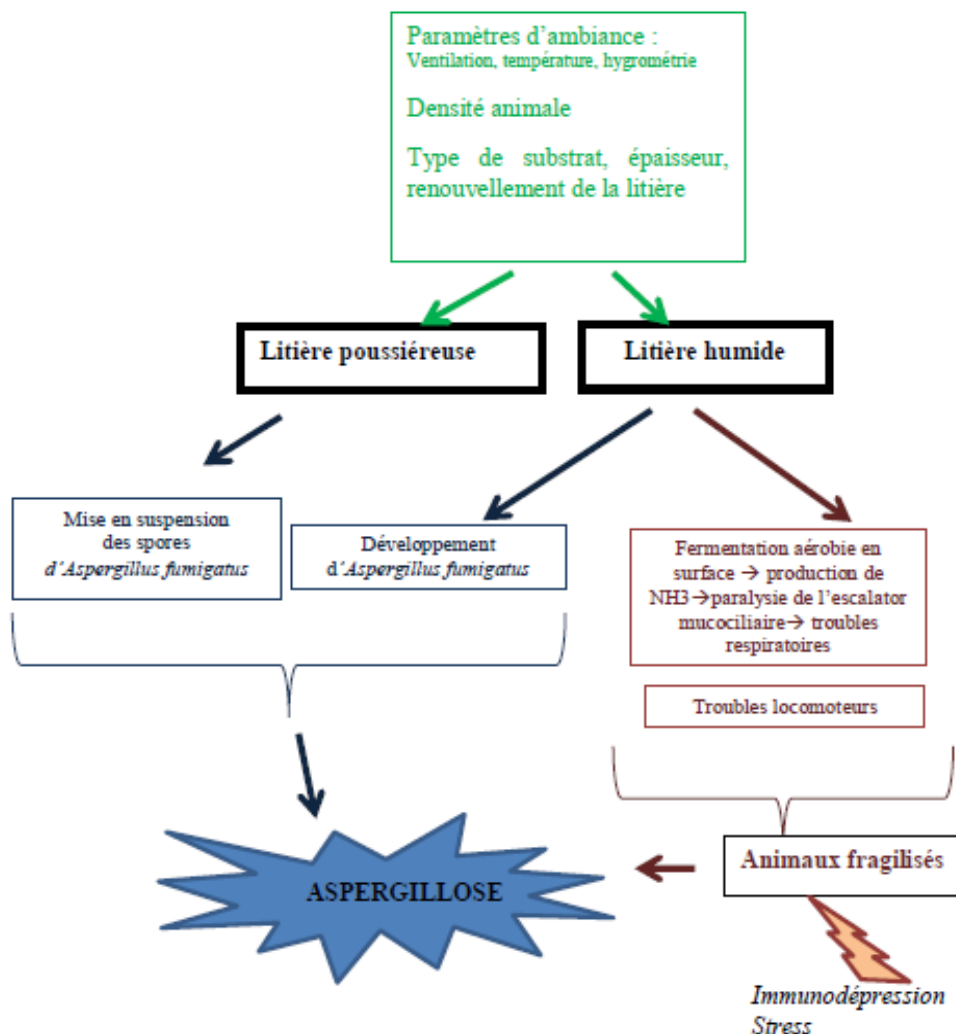 Paramètres d'ambiance :
Ventilation, température, hygrométrie
Densité animale
Type de substrat, épaisseur,
renouvellement de la litière
Litière poussiéreuse
Litière humide
Mise en suspension
des spores
d'Aspergillus fumigatus
Développement
d'Aspergillus fumigatus
Fermentation aérobie en
surface → production de
NH3→paralysie de l'escalator
mucociliaire→ troubles
respiratoires
Troubles locomoteurs
Animaux fragilisés
ASPERGILLOSE
Immunodépression
Stress